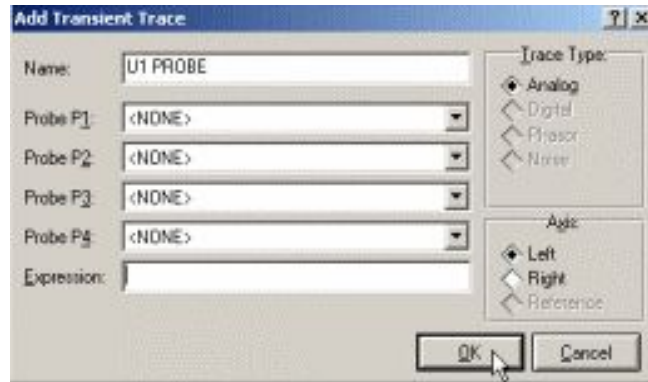 Add Transient Trace
? ×
Name: U1 PROBE
Probe P1: <NONE>
Probe P2: <NONE>
Probe P3: <NONE>
Probe P4: <NONE>
Expression:
Trace Type:
Analog
Digital
Phasor
Noise
Axis:
Left
Right
Reference
OK
Cancel